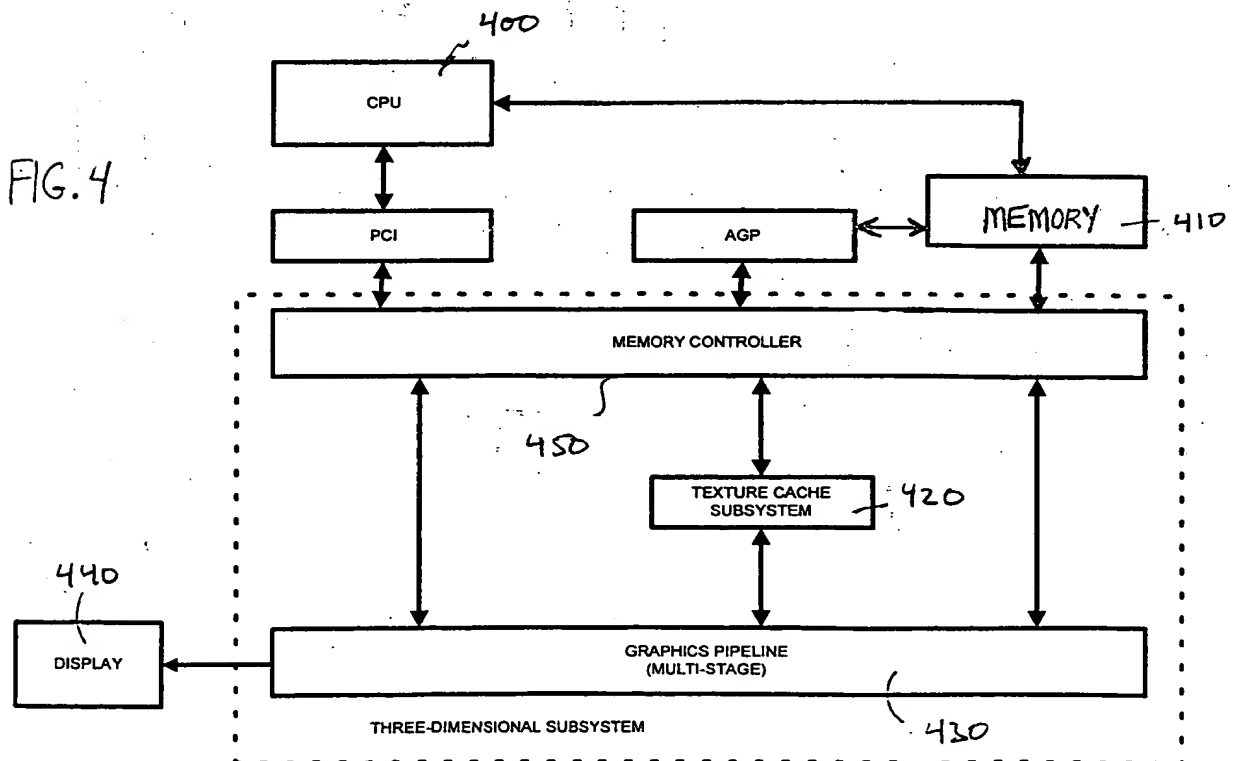 400
CPU
FIG. 4
PCI
AGP
MEMORY
410
MEMORY CONTROLLER
450
TEXTURE CACHE
SUBSYSTEM
420
440
DISPLAY
GRAPHICS PIPELINE
(MULTI-STAGE)
THREE-DIMENSIONAL SUBSYSTEM
430